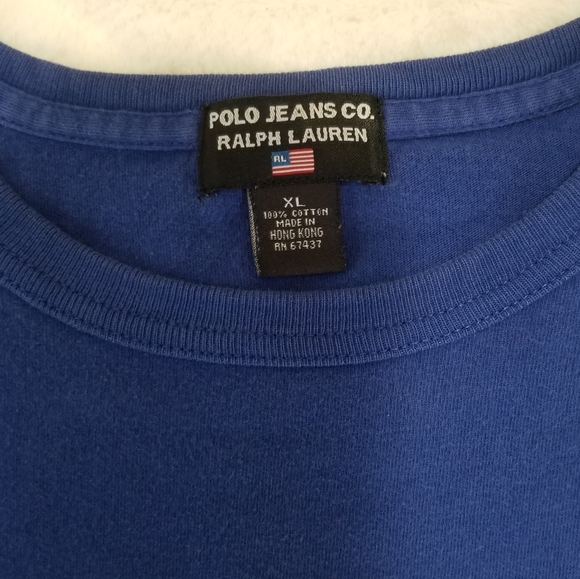 POLO JEANS CO.
RALPH LAUREN
RL
XL
100% COTTON
MADE IN
HONG KONG
RN 67437